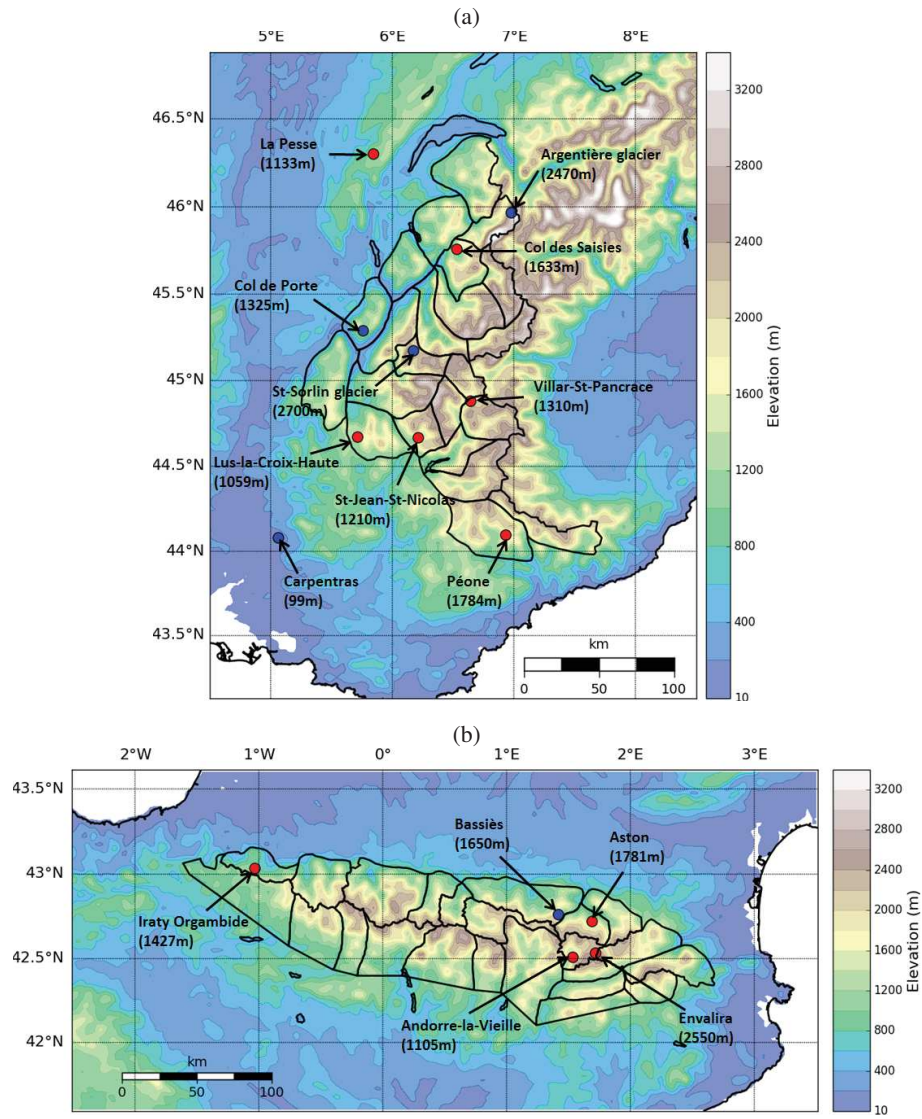 (a)
5°E 6°E 7°E 8°E
46.5°N
46°N
45.5°N
45°N
44.5°N
44°N
43.5°N
La Pesse
(1133m)
Argentière glacier
(2470m)
Col des Saisies
(1633m)
Col de Porte
(1325m)
St-Sorlin glacier
(2700m)
Villar-St-Pancrace
(1310m)
Lus-la-Croix-Haute
(1059m)
St-Jean-St-Nicolas
(1210m)
Carpentras
(99m)
Péone
(1784m)
km
0 50 100
3200
2800
2400
2000
1600
1200
800
400
10
Elevation (m)
(b)
2°W 1°W 0°W 1°E 2°E 3°E
43.5°N
43°N
42.5°N
42°N
Bassiès
(1650m)
Aston
(1781m)
Iraty Orgambide
(1427m)
Andorre-la-Vieille
(1105m)
Envalira
(2550m)
km
0 50 100
3200
2800
2400
2000
1600
1200
800
400
10
Elevation (m)